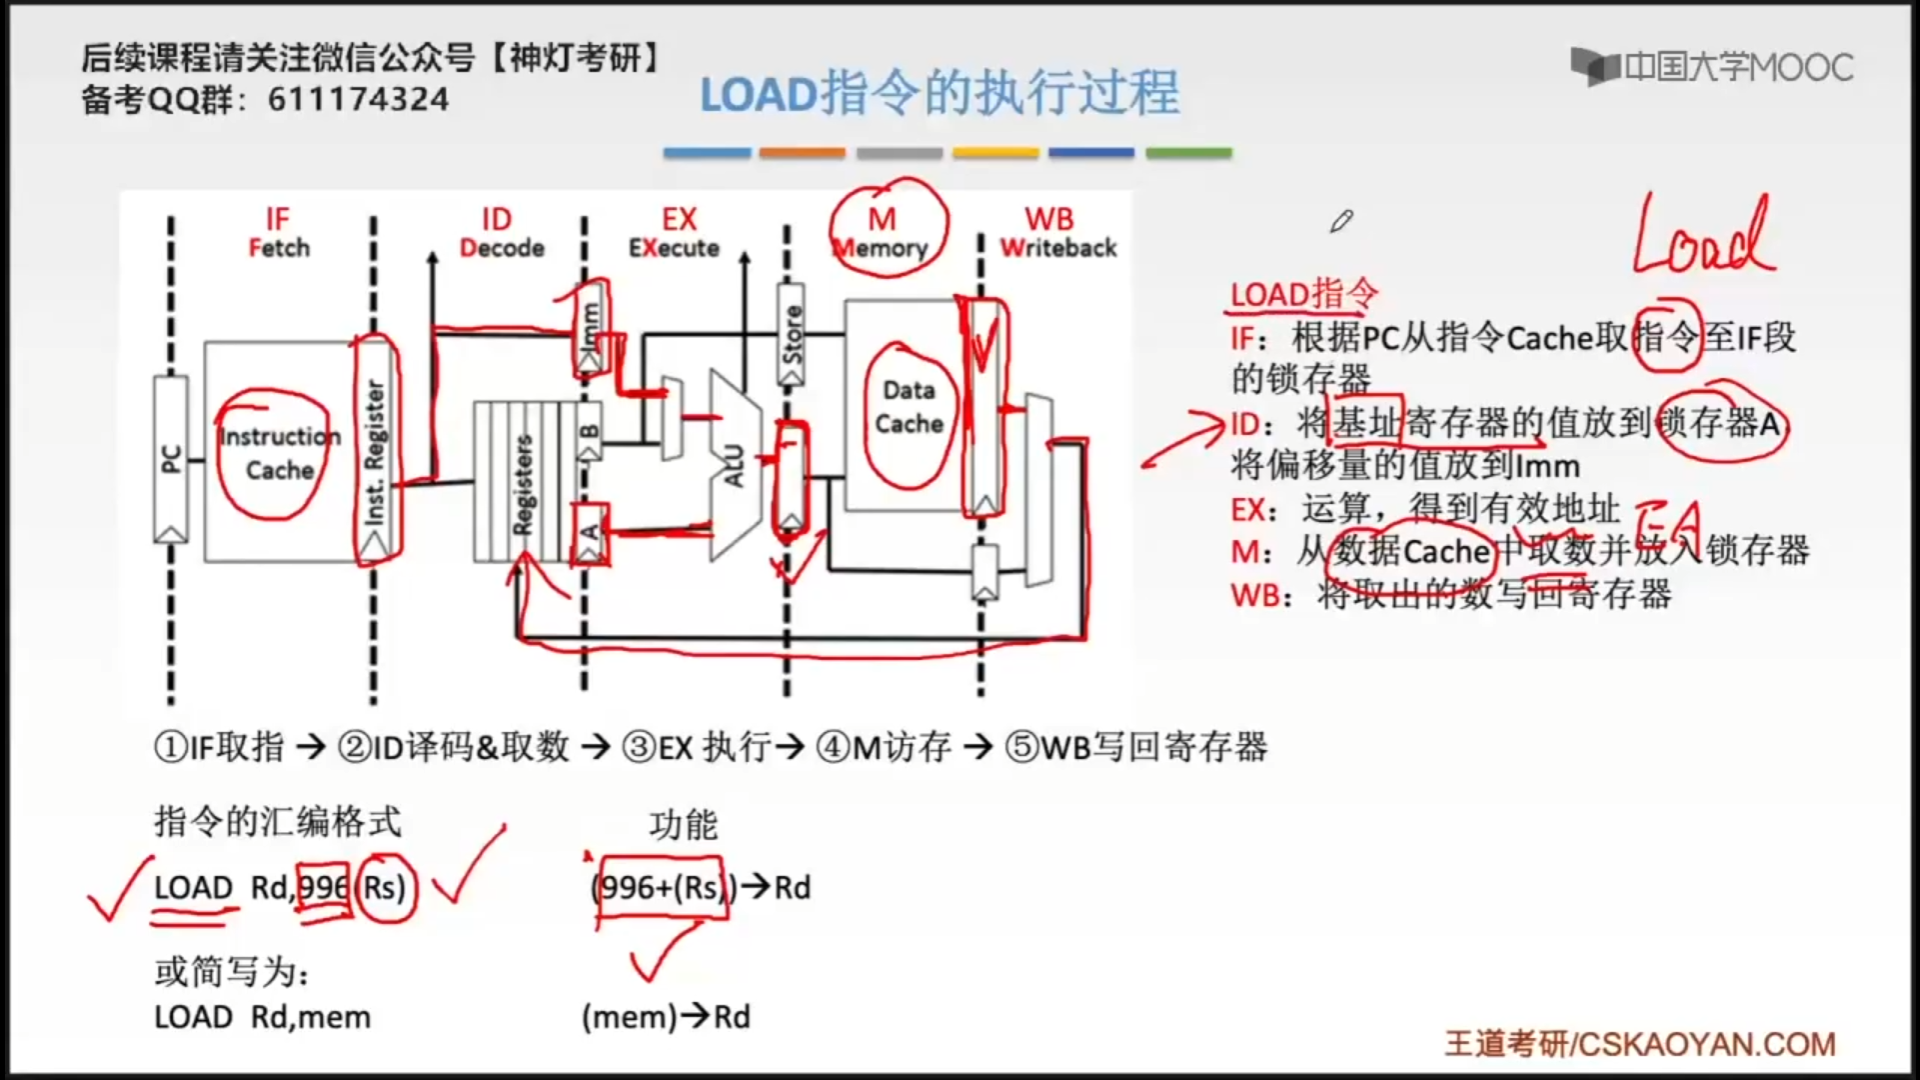 后续课程请关注微信公众号【神灯考研】
备考QQ群：611174324
LOAD指令的执行过程
中国大学MOOC
IF
Fetch
ID
Decode
EX
EXecute
M
Memory
WB
Writeback
PC
Instruction
Cache
Inst. Register
Registers
Imm
B
A
ALU
Store
Data
Cache
Load
LOAD指令
IF：根据PC从指令Cache取指令至IF段
的锁存器
ID：将基址寄存器的值放到锁存器A，
将偏移量的值放到Imm
EX：运算，得到有效地址
EA
M：从数据Cache中取数并放入锁存器
WB：将取出的数写回寄存器
①IF取指 → ②ID译码&取数 → ③EX 执行→ ④M访存 → ⑤WB写回寄存器
指令的汇编格式
功能
LOAD Rd,996(Rs)
(996+(Rs))→Rd
或简写为：
LOAD Rd,mem
(mem)→Rd
王道考研/CSKAOYAN.COM